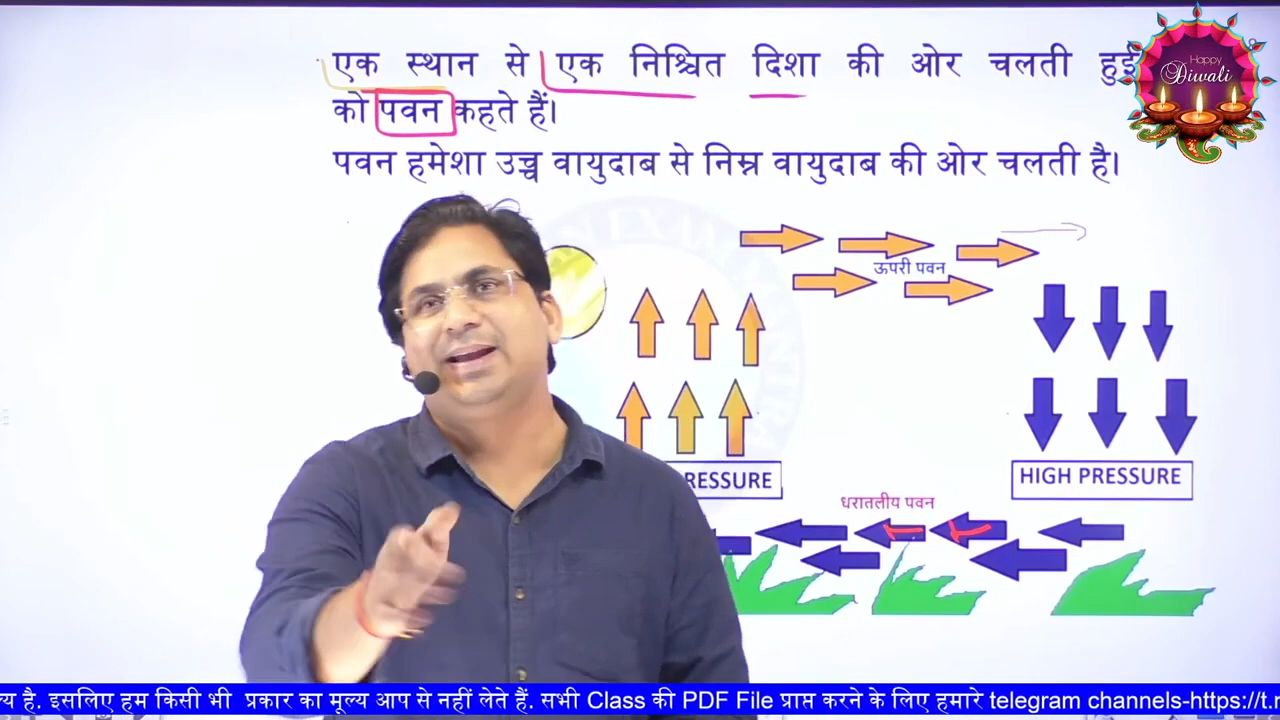 एक स्थान से एक निश्चित दिशा की ओर चलती हुई
को पवन कहते हैं।
पवन हमेशा उच्च वायुदाब से निम्न वायुदाब की ओर चलती है।
Happy
Diwali
ऊपरी पवन
RESSURE
HIGH PRESSURE
धरातलीय पवन
है. इसलिए हम किसी भी प्रकार का मूल्य आप से नहीं लेते हैं. सभी Class की PDF File प्राप्त करने के लिए हमारे telegram channels-https://t.